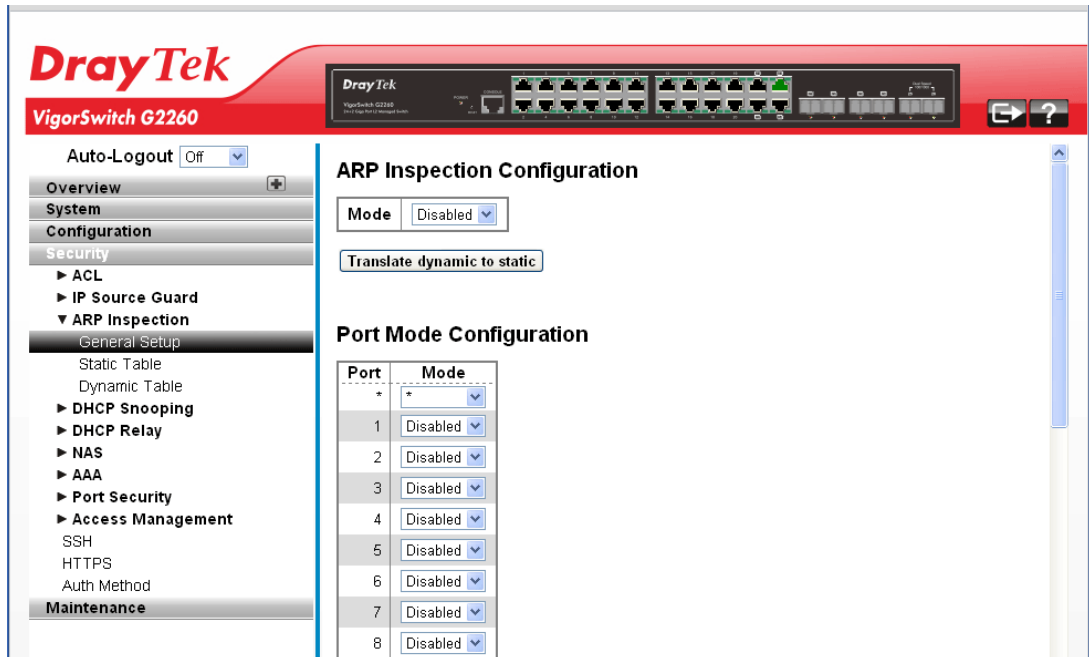 DrayTek
VigorSwitch G2260
DrayTek
VigorSwitch G2260
Auto-Logout Off
Overview
System
Configuration
Security
► ACL
► IP Source Guard
▼ ARP Inspection
General Setup
Static Table
Dynamic Table
► DHCP Snooping
► DHCP Relay
► NAS
► AAA
► Port Security
► Access Management
SSH
HTTPS
Auth Method
Maintenance
ARP Inspection Configuration
Mode Disabled
Translate dynamic to static
Port Mode Configuration
Port Mode
* *
1 Disabled
2 Disabled
3 Disabled
4 Disabled
5 Disabled
6 Disabled
7 Disabled
8 Disabled